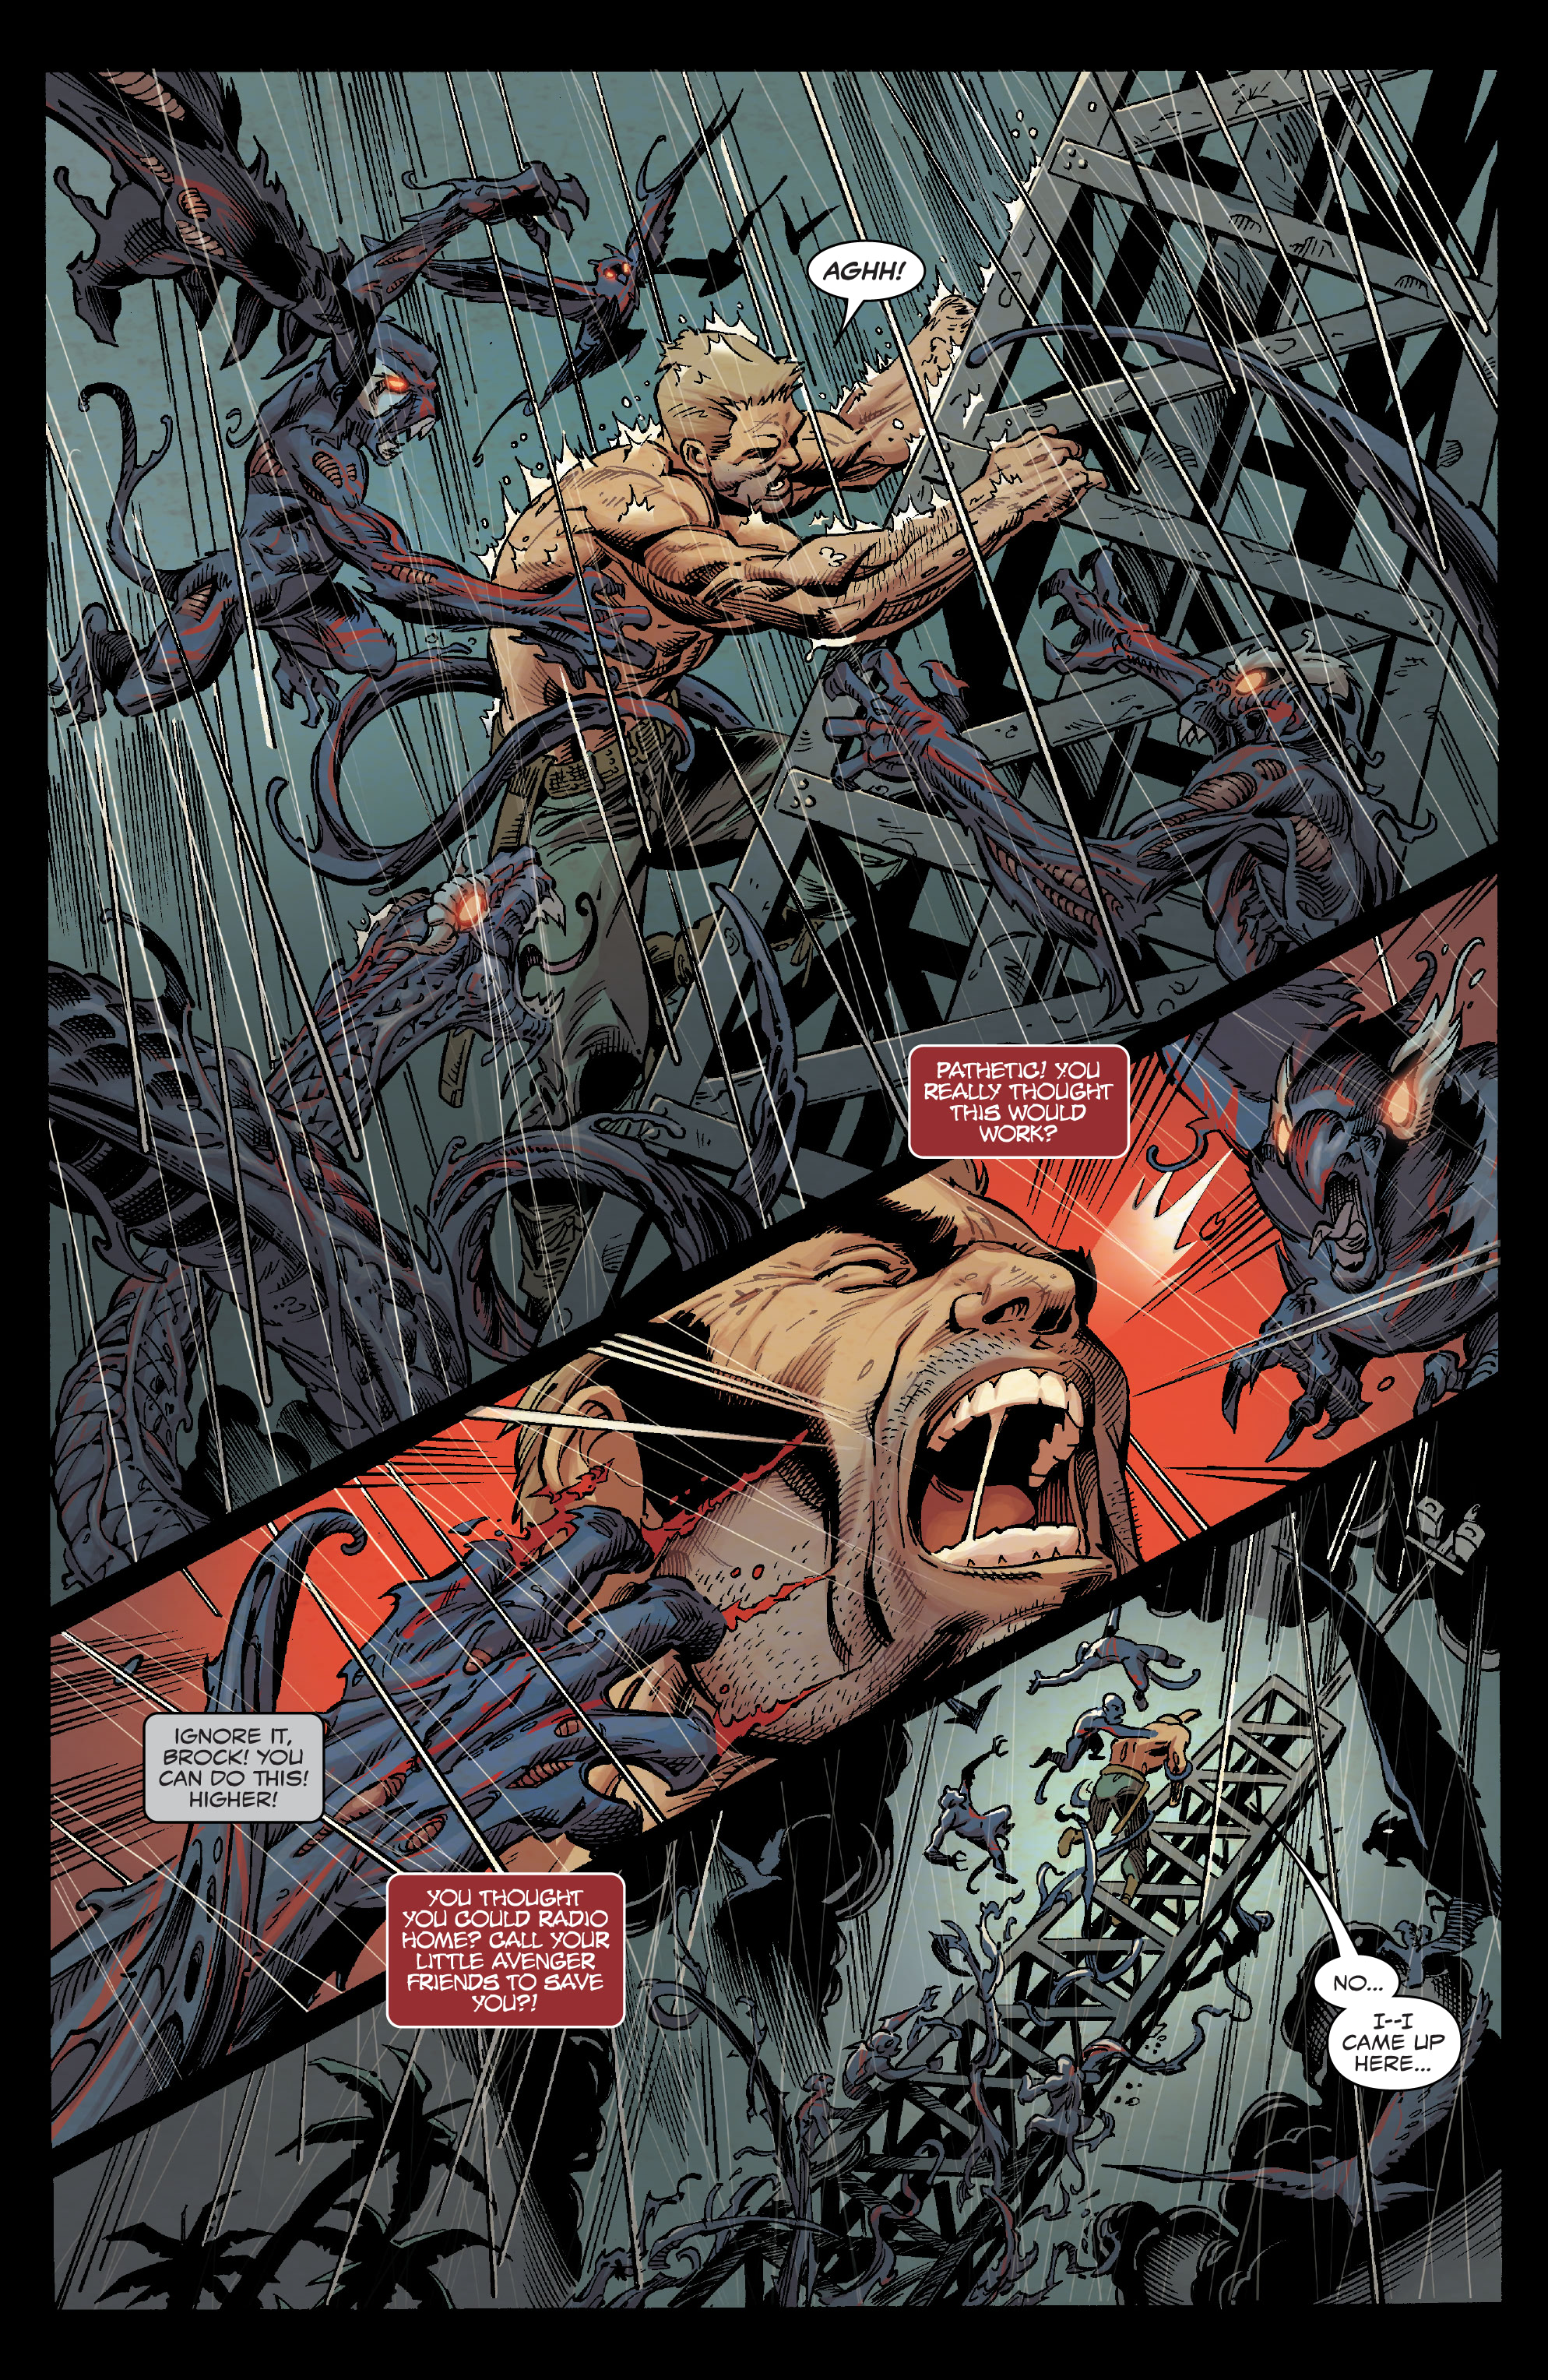 AGHH!
PATHETIC! YOU
REALLY THOUGHT
THIS WOULD
WORK?
IGNORE IT,
BROCK! YOU
CAN DO THIS!
HIGHER!
YOU THOUGHT
YOU COULD RADIO
HOME? CALL YOUR
LITTLE AVENGER
FRIENDS TO SAVE
YOU?!
NO...
I--I
CAME UP
HERE...